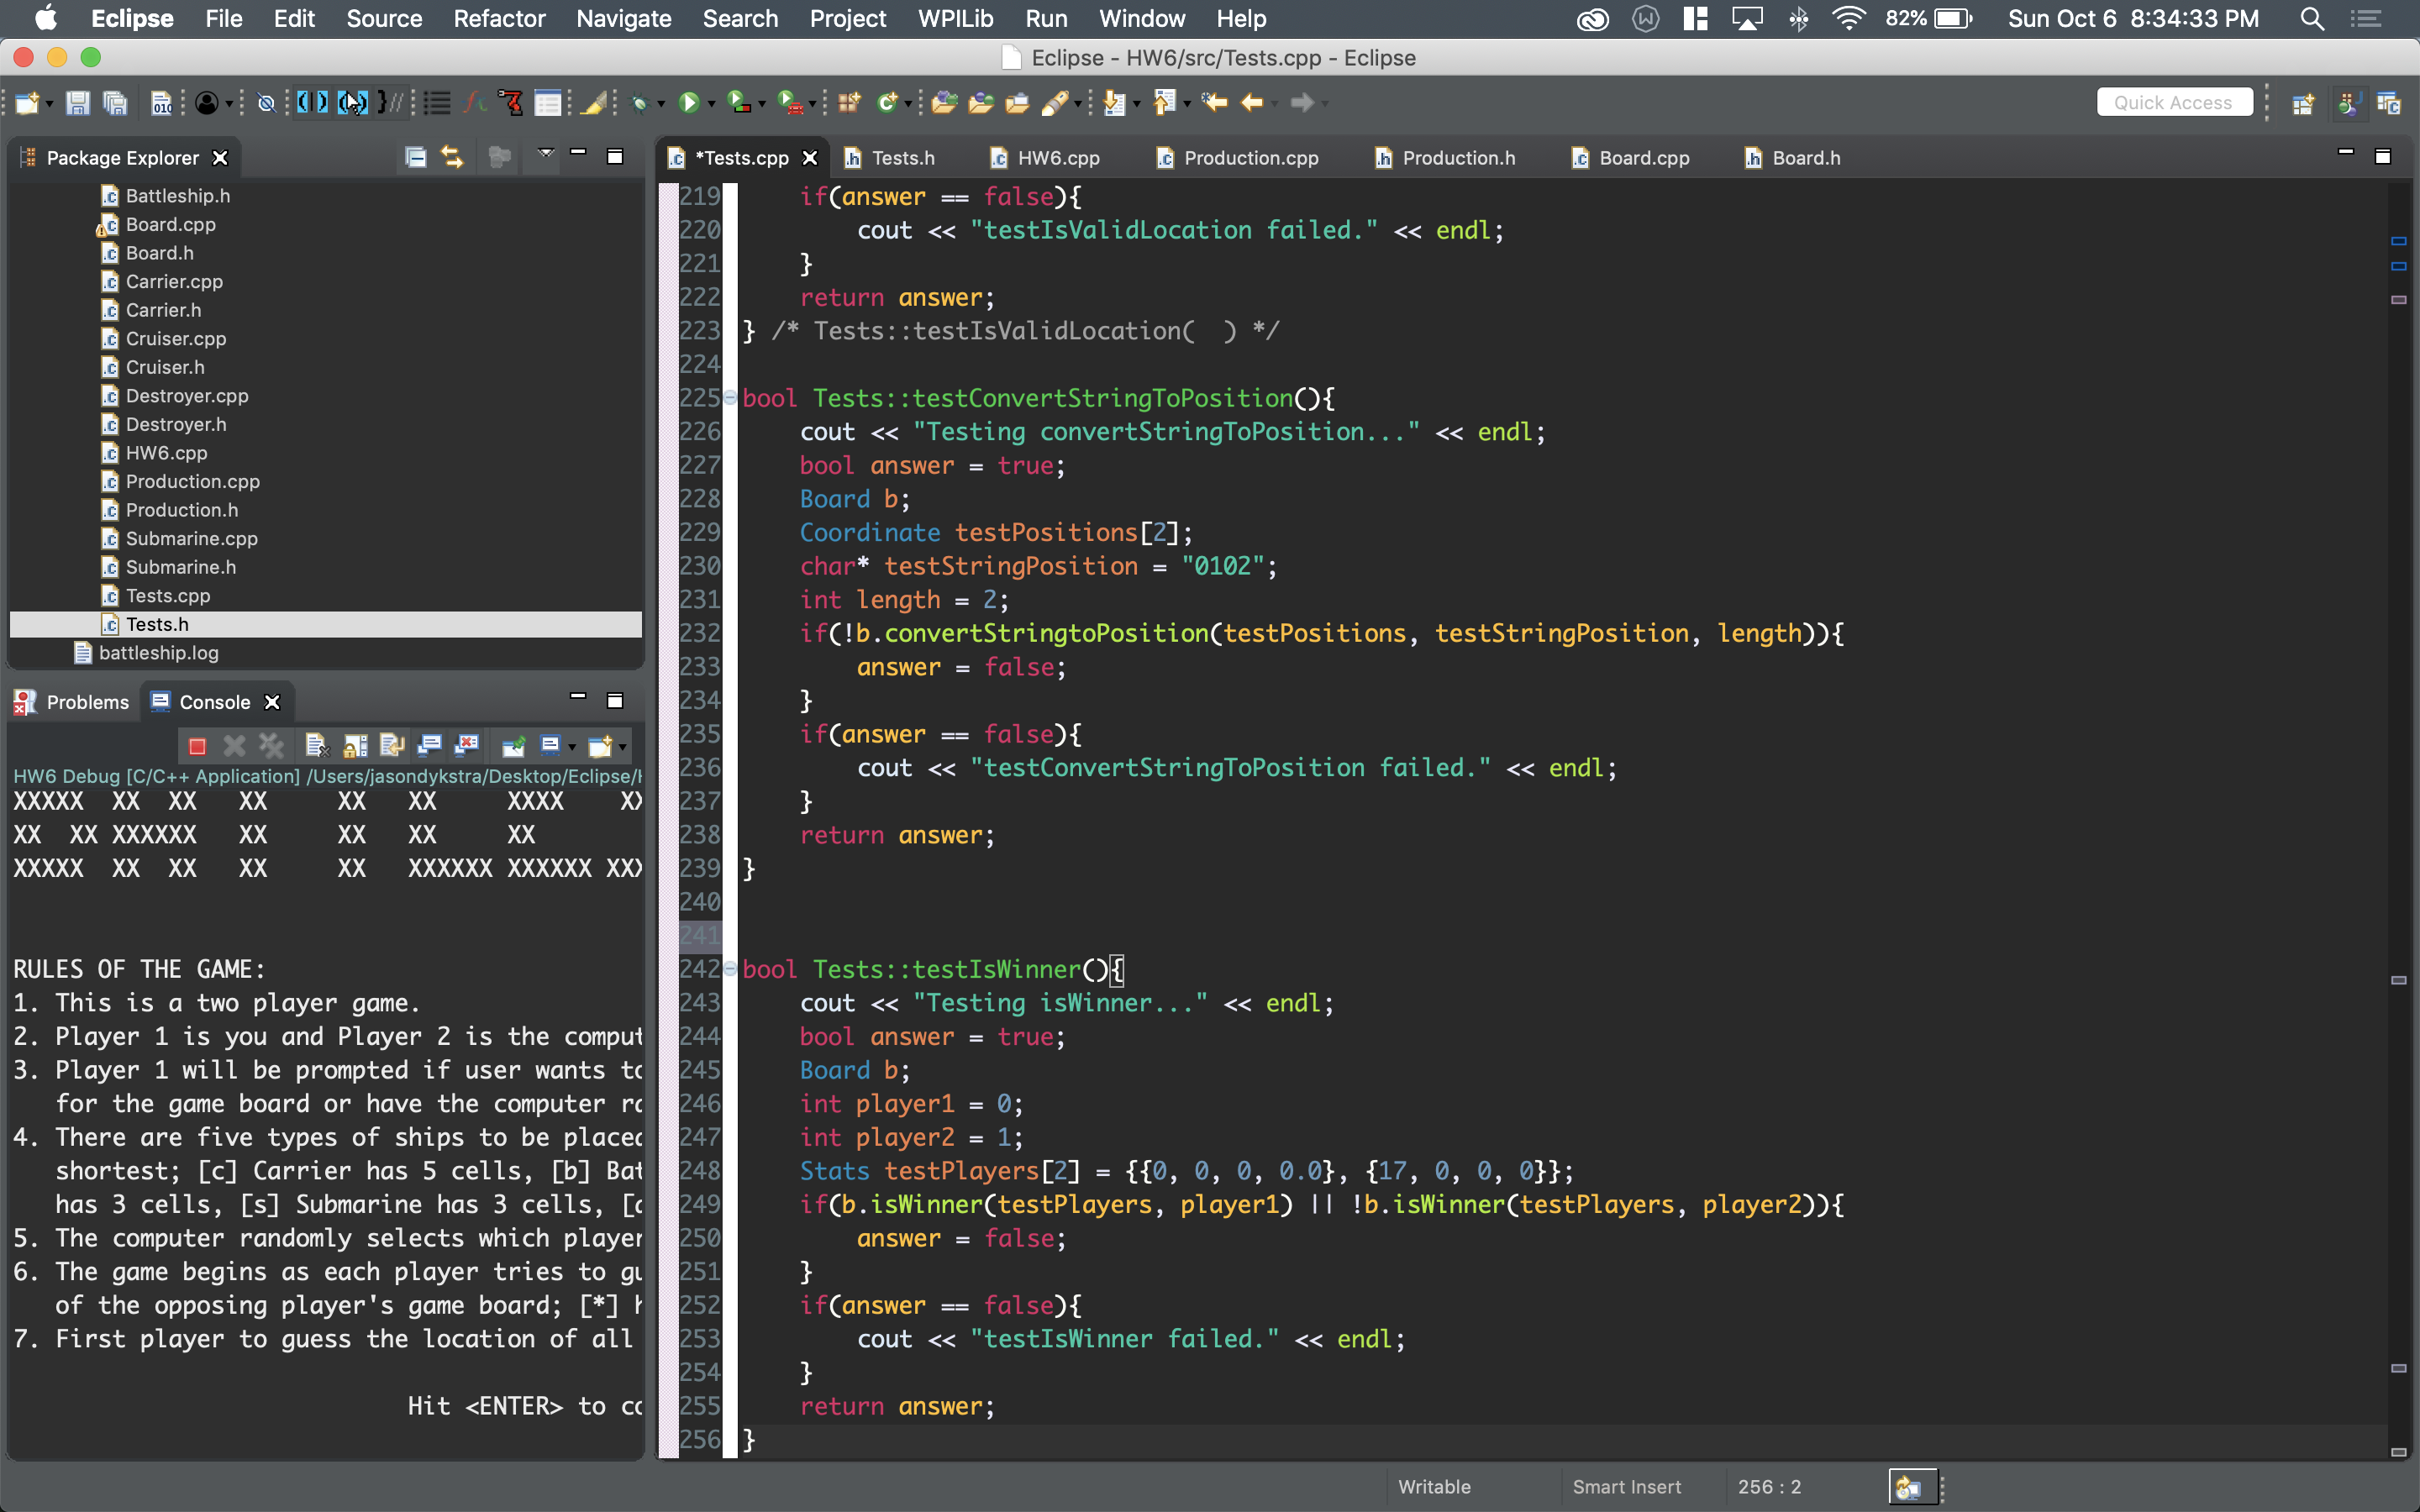 Eclipse File Edit Source Refactor Navigate Search Project WPILib Run Window Help 82% Sun Oct 6 8:34:33 PM
Eclipse - HW6/src/Tests.cpp - Eclipse
Quick Access
Package Explorer
Battleship.h
Board.cpp
Board.h
Carrier.cpp
Carrier.h
Cruiser.cpp
Cruiser.h
Destroyer.cpp
Destroyer.h
HW6.cpp
Production.cpp
Production.h
Submarine.cpp
Submarine.h
Tests.cpp
Tests.h
battleship.log
Problems Console
HW6 Debug [C/C++ Application] /Users/jasondykstra/Desktop/Eclipse/
XXXXX  XX  XX   XX     XX   XX     XXXX    XX
XX  XX XXXXXX   XX     XX   XX     XX
XXXXX  XX  XX   XX     XX   XXXXXX XXXXXX XXX
RULES OF THE GAME:
1. This is a two player game.
2. Player 1 is you and Player 2 is the comput
3. Player 1 will be prompted if user wants to
for the game board or have the computer ra
4. There are five types of ships to be placed
shortest; [c] Carrier has 5 cells, [b] Bat
has 3 cells, [s] Submarine has 3 cells, [d
5. The computer randomly selects which player
6. The game begins as each player tries to gu
of the opposing player's game board; [*] h
7. First player to guess the location of all
Hit <ENTER> to co
*Tests.cpp Tests.h HW6.cpp Production.cpp Production.h Board.cpp Board.h
219     if(answer == false){
220         cout << "testIsValidLocation failed." << endl;
221     }
222     return answer;
223 } /* Tests::testIsValidLocation(  ) */
224
225 bool Tests::testConvertStringToPosition(){
226     cout << "Testing convertStringToPosition..." << endl;
227     bool answer = true;
228     Board b;
229     Coordinate testPositions[2];
230     char* testStringPosition = "0102";
231     int length = 2;
232     if(!b.convertStringtoPosition(testPositions, testStringPosition, length)){
233         answer = false;
234     }
235     if(answer == false){
236         cout << "testConvertStringToPosition failed." << endl;
237     }
238     return answer;
239 }
240
241
242 bool Tests::testIsWinner(){
243     cout << "Testing isWinner..." << endl;
244     bool answer = true;
245     Board b;
246     int player1 = 0;
247     int player2 = 1;
248     Stats testPlayers[2] = {{0, 0, 0, 0.0}, {17, 0, 0, 0}};
249     if(b.isWinner(testPlayers, player1) || !b.isWinner(testPlayers, player2)){
250         answer = false;
251     }
252     if(answer == false){
253         cout << "testIsWinner failed." << endl;
254     }
255     return answer;
256 }
Writable Smart Insert 256 : 2